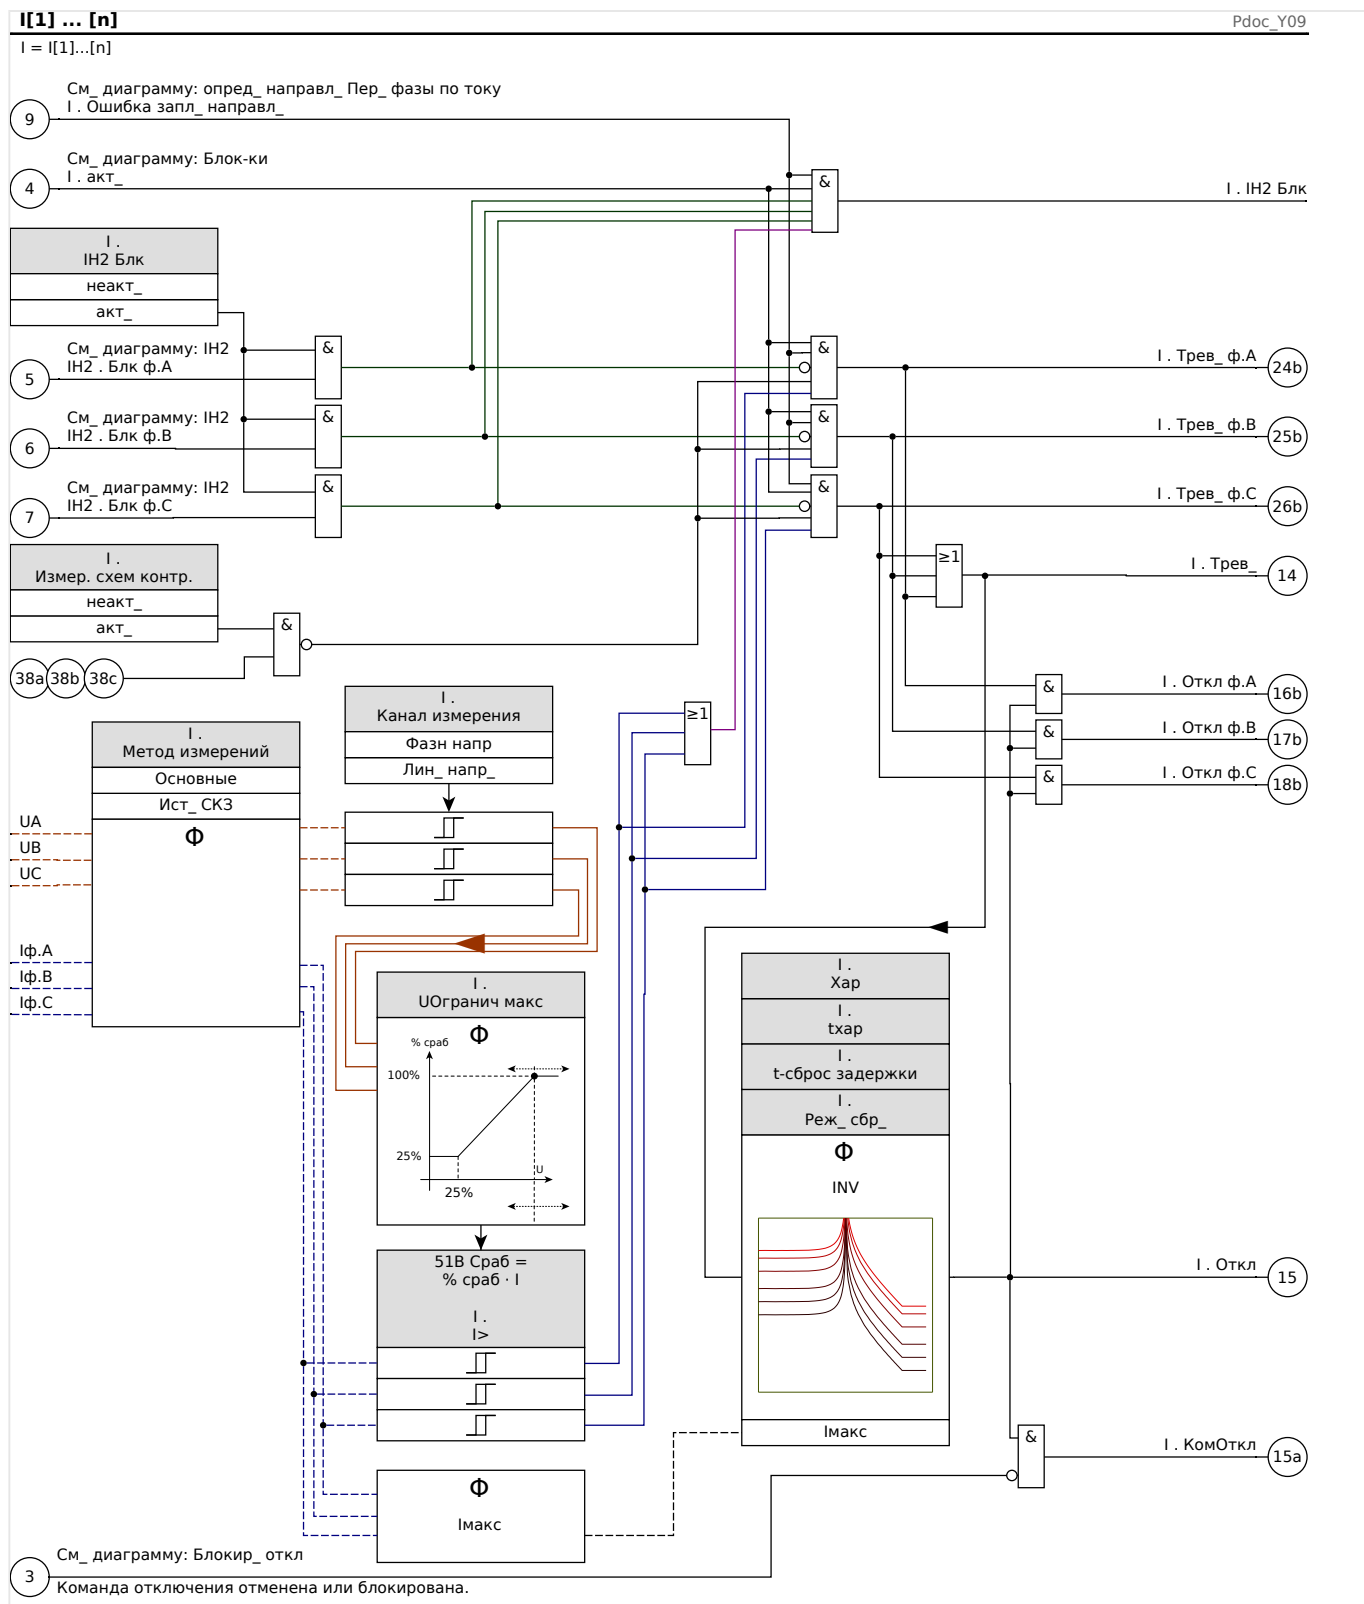 I[1] ... [n]
Pdoc_Y09
I = I[1]...[n]
См_ диаграмму: опред_ направл_ Пер_ фазы по току
I . Ошибка запл_ направл_
9
См_ диаграмму: Блок-ки
I . акт_
4
&
I . IH2 Блк
I .
IH2 Блк
неакт_
акт_
См_ диаграмму: IH2
IH2 . Блк ф.A
5
&
&
I . Трев_ ф.A
24b
См_ диаграмму: IH2
IH2 . Блк ф.B
6
&
&
I . Трев_ ф.B
25b
См_ диаграмму: IH2
IH2 . Блк ф.C
7
&
&
I . Трев_ ф.C
26b
I .
Измер. схем контр.
неакт_
акт_
&
≥1
I . Трев_
14
38a
38b
38c
I .
Канал измерения
Фазн напр
Лин_ напр_
≥1
&
I . Откл ф.A
16b
&
I . Откл ф.B
17b
&
I . Откл ф.C
18b
I .
Метод измерений
Основные
Ист_ СКЗ
Ф
UA
UB
UC
Iф.A
Iф.B
Iф.C
I .
UОгранич макс
Ф
% сраб
100%
25%
25%
U
I .
Хар
I .
tхар
I .
t-сброс задержки
I .
Реж_ сбр_
Ф
INV
Iмакс
51В Сраб =
% сраб · I
I .
I>
I . Откл
15
Ф
Iмакс
&
I . КомОткл
15a
См_ диаграмму: Блокир_ откл
3
Команда отключения отменена или блокирована.